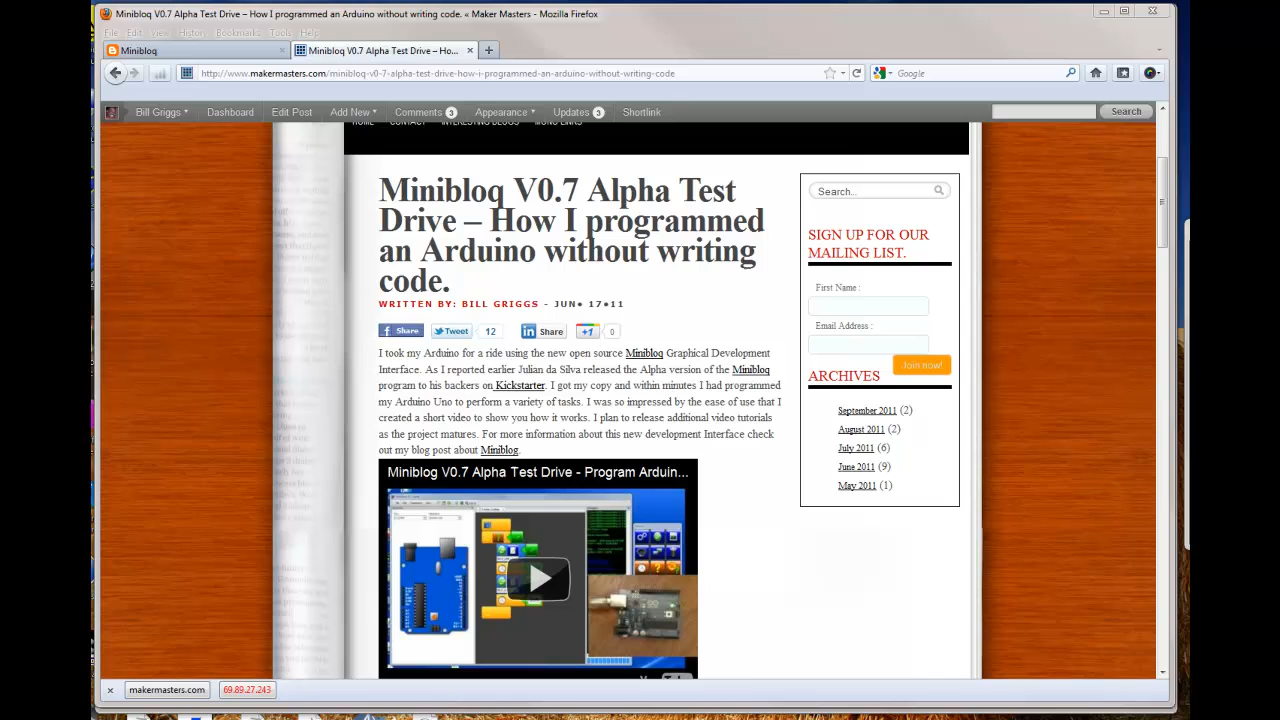 Minibloq V0.7 Alpha Test Drive – How I programmed an Arduino without writing code. « Maker Masters - Mozilla Firefox
File Edit View History Bookmarks Tools Help
Minibloq
Minibloq V0.7 Alpha Test Drive – Ho...
http://www.makermasters.com/minibloq-v0-7-alpha-test-drive-how-i-programmed-an-arduino-without-writing-code
Google
Bill Griggs Dashboard Edit Post Add New Comments 3 Appearance Updates 3 Shortlink Search
HOME CONTACT INTERESTING BLOGS
Minibloq V0.7 Alpha Test
Drive – How I programmed
an Arduino without writing
code.
WRITTEN BY: BILL GRIGGS - JUN• 17•11
Share Tweet 12 Share +1 0
I took my Arduino for a ride using the new open source Minibloq Graphical Development
Interface. As I reported earlier Julian da Silva released the Alpha version of the Minibloq
program to his backers on Kickstarter. I got my copy and within minutes I had programmed
my Arduino Uno to perform a variety of tasks. I was so impressed by the ease of use that I
created a short video to show you how it works. I plan to release additional video tutorials
as the project matures. For more information about this new development Interface check
out my blog post about Minibloq.
Minibloq V0.7 Alpha Test Drive - Program Arduin...
Search...
SIGN UP FOR OUR
MAILING LIST.
First Name :
Email Address :
Join now!
ARCHIVES
September 2011 (2)
August 2011 (2)
July 2011 (6)
June 2011 (9)
May 2011 (1)
makermasters.com 69.89.27.243